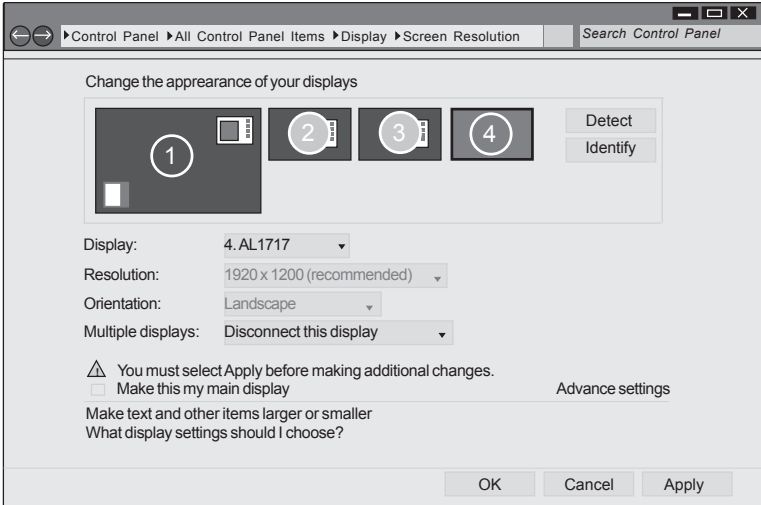 Control Panel All Control Panel Items Display Screen Resolution
Search Control Panel
Change the apprearance of your displays
1
2
3
4
Detect
Identify
Display: 4. AL1717
Resolution: 1920 x 1200 (recommended)
Orientation: Landscape
Multiple displays: Disconnect this display
You must select Apply before making additional changes.
Make this my main display
Advance settings
Make text and other items larger or smaller
What display settings should I choose?
OK
Cancel
Apply